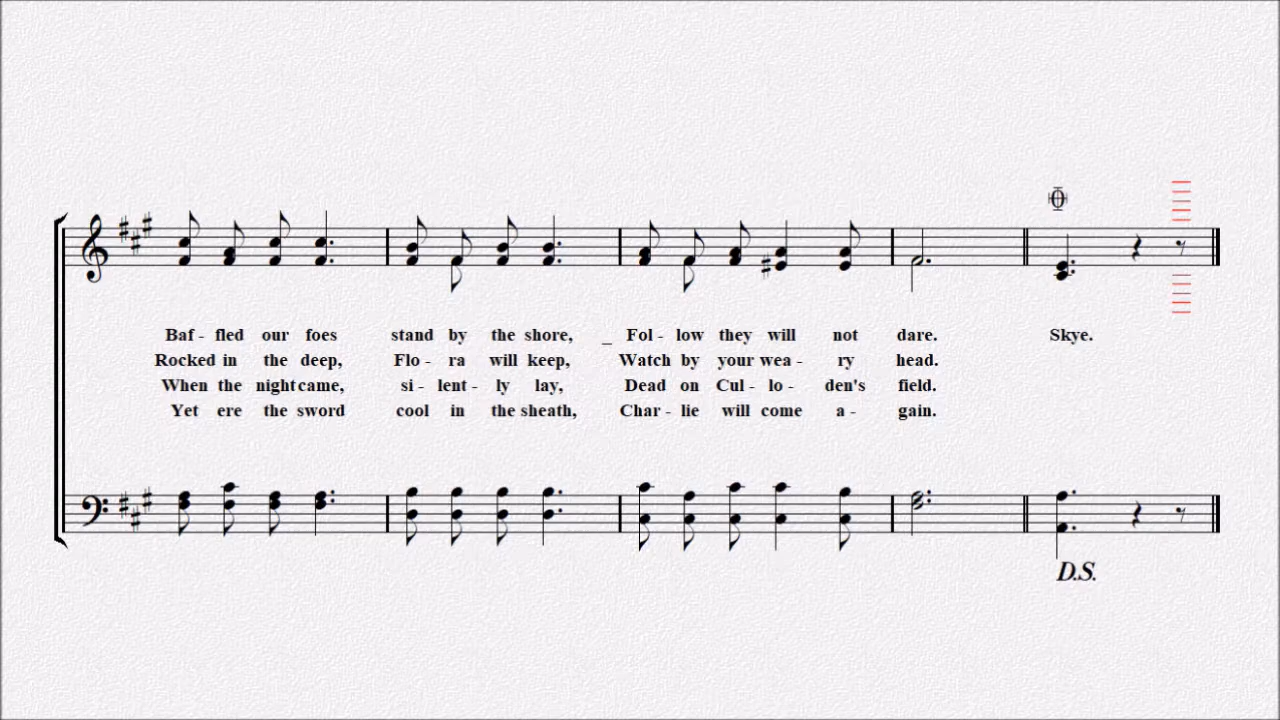 Baf - fled our foes stand by the shore, _ Fol - low they will not dare. Skye.
Rocked in the deep, Flo - ra will keep, Watch by your wea - ry head.
When the night came, si - lent - ly lay, Dead on Cul - lo - den's field.
Yet ere the sword cool in the sheath, Char - lie will come a - gain.
D.S.